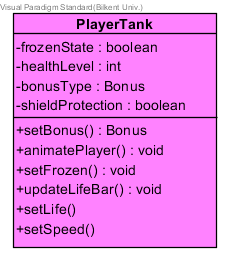 Visual Paradigm Standard(Bilkent Univ.)
PlayerTank
-frozenState : boolean
-healthLevel : int
-bonusType : Bonus
-shieldProtection : boolean
+setBonus() : Bonus
+animatePlayer() : void
+setFrozen() : void
+updateLifeBar() : void
+setLife()
+setSpeed()